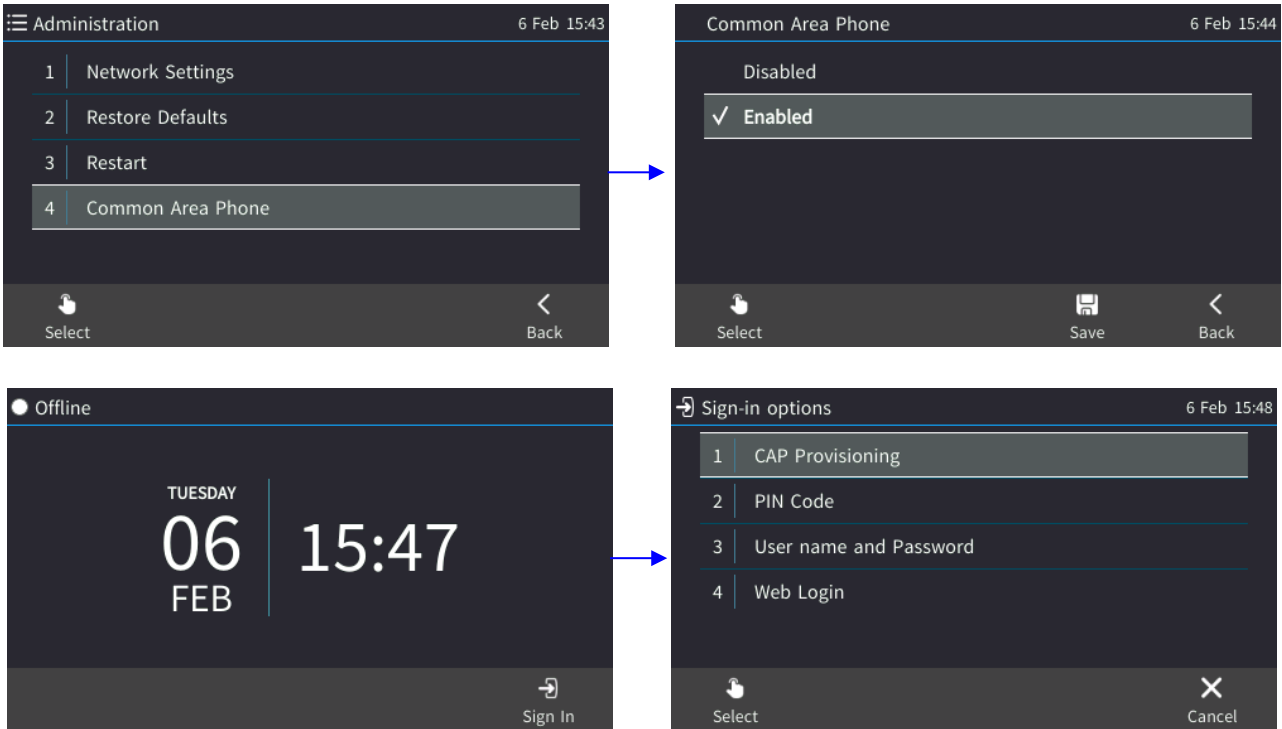 Administration 6 Feb 15:43
1 Network Settings
2 Restore Defaults
3 Restart
4 Common Area Phone
Select Back
Common Area Phone 6 Feb 15:44
Disabled
Enabled
Select Save Back
Offline
TUESDAY
06
FEB
15:47
Sign In
Sign-in options 6 Feb 15:48
1 CAP Provisioning
2 PIN Code
3 User name and Password
4 Web Login
Select Cancel